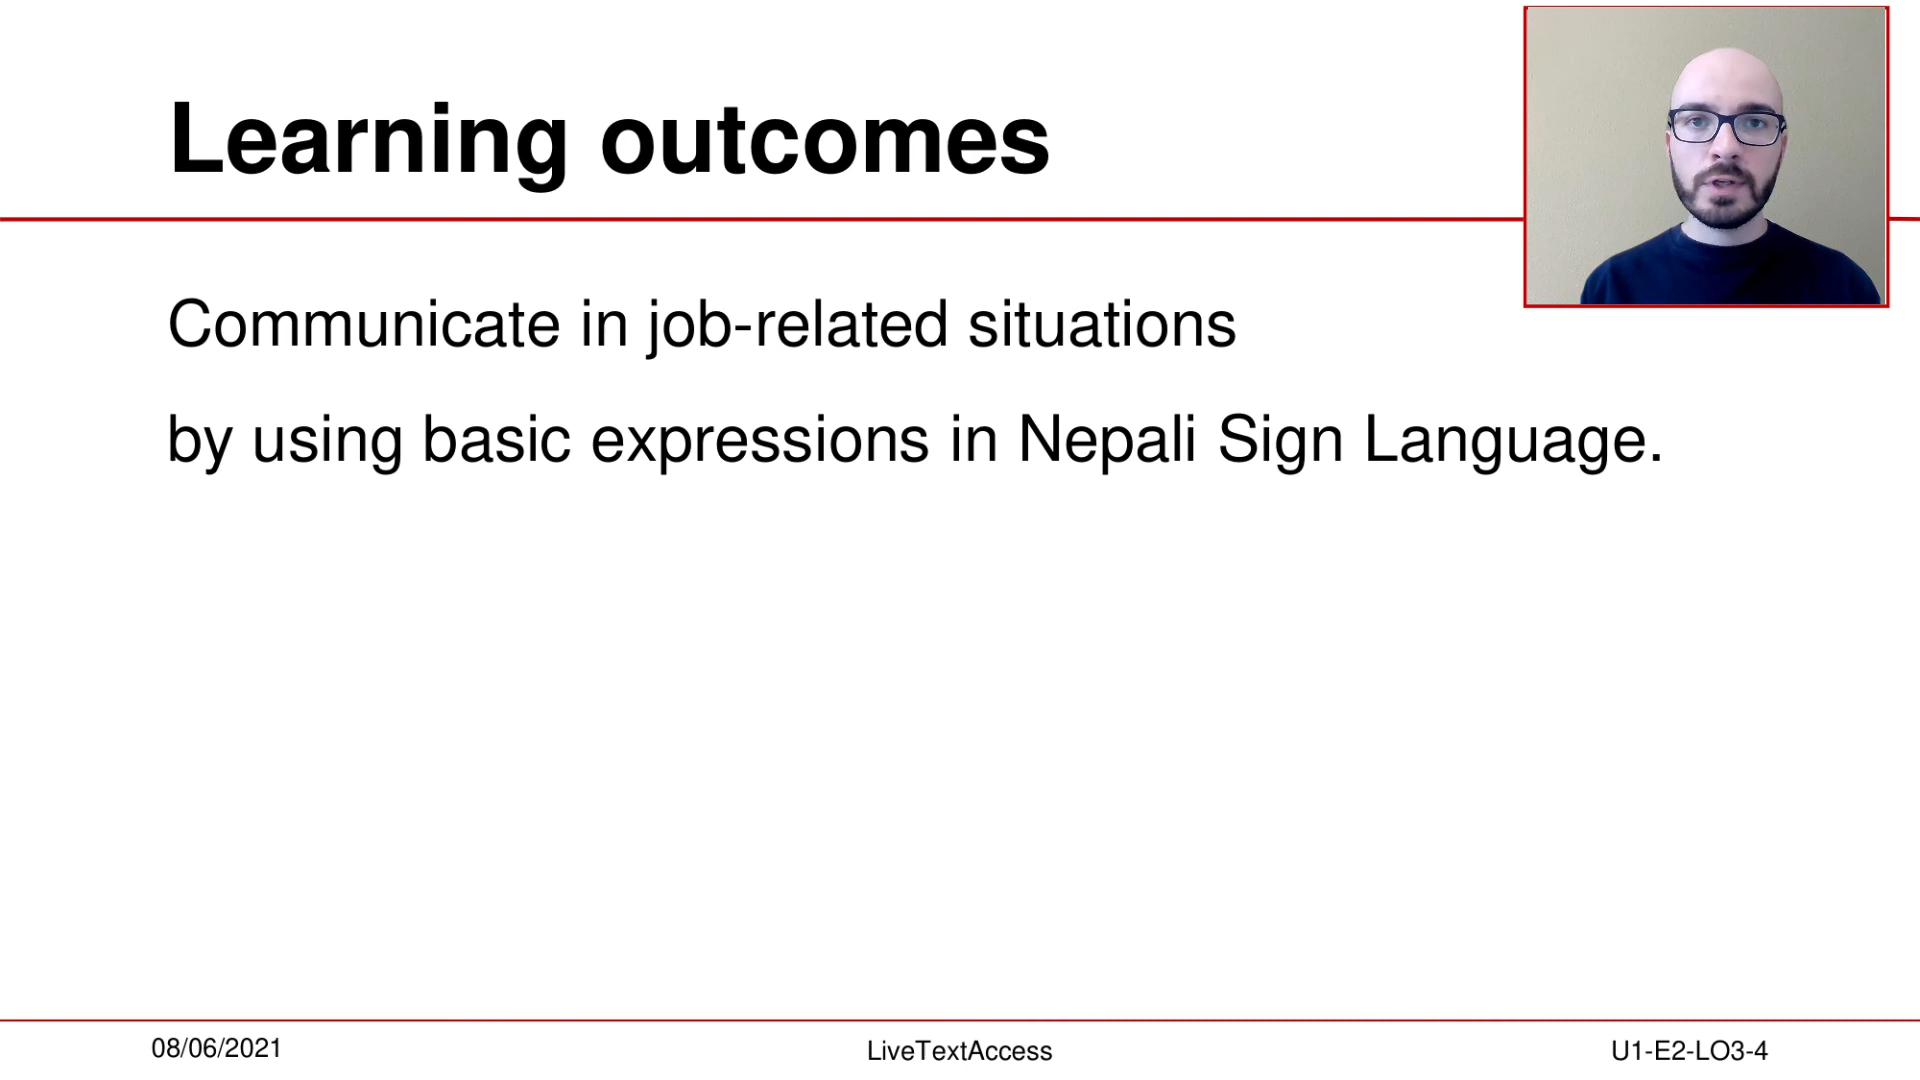 Learning outcomes
Communicate in job-related situations
by using basic expressions in Nepali Sign Language.
08/06/2021
LiveTextAccess
U1-E2-LO3-4